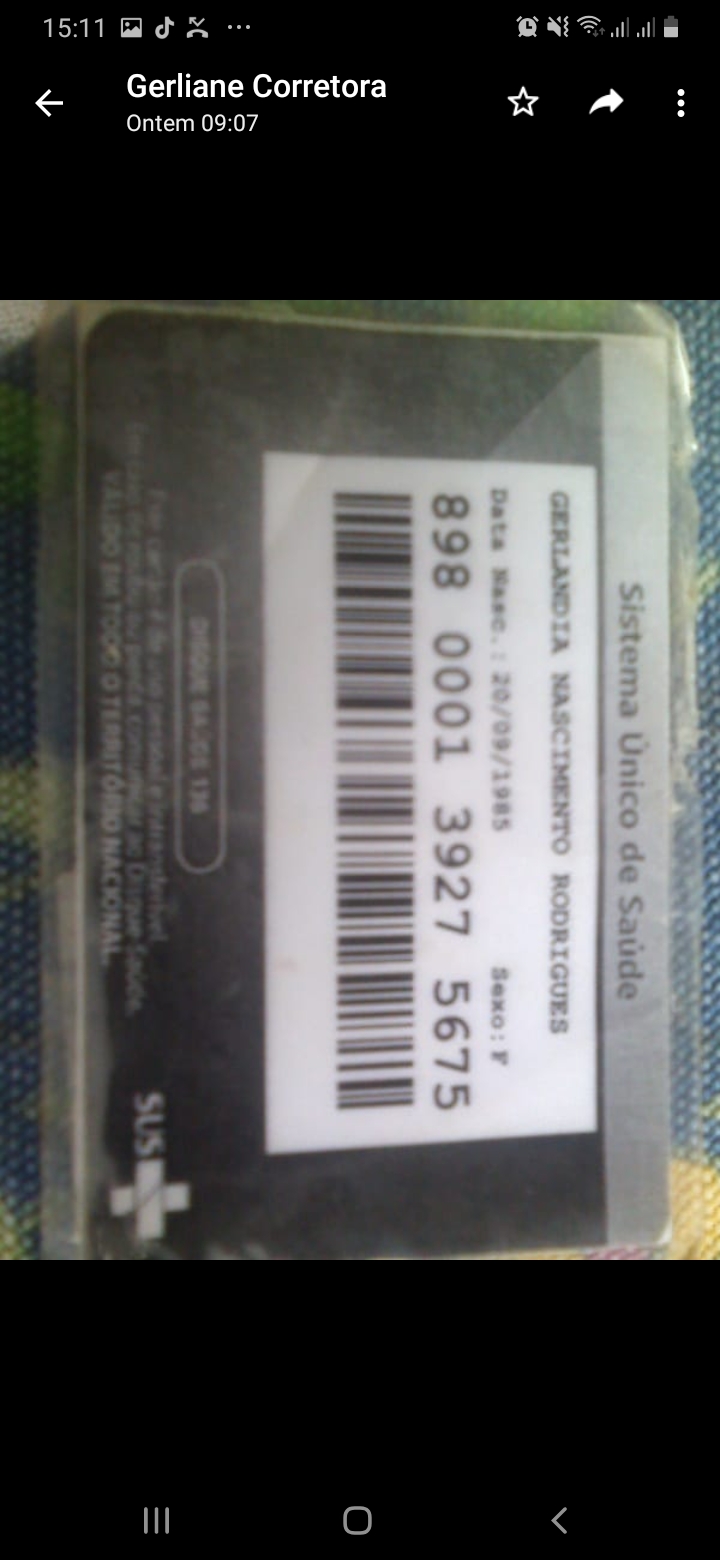 15:11
Gerliane Corretora
Ontem 09:07
Sistema Único de Saúde
GERLANDIA NASCIMENTO RODRIGUES
Data Nasc.: 20/09/1985 Sexo: F
898 0001 3927 5675
DISQUE SAÚDE 136
VÁLIDO EM TODO O TERRITÓRIO NACIONAL
SUS